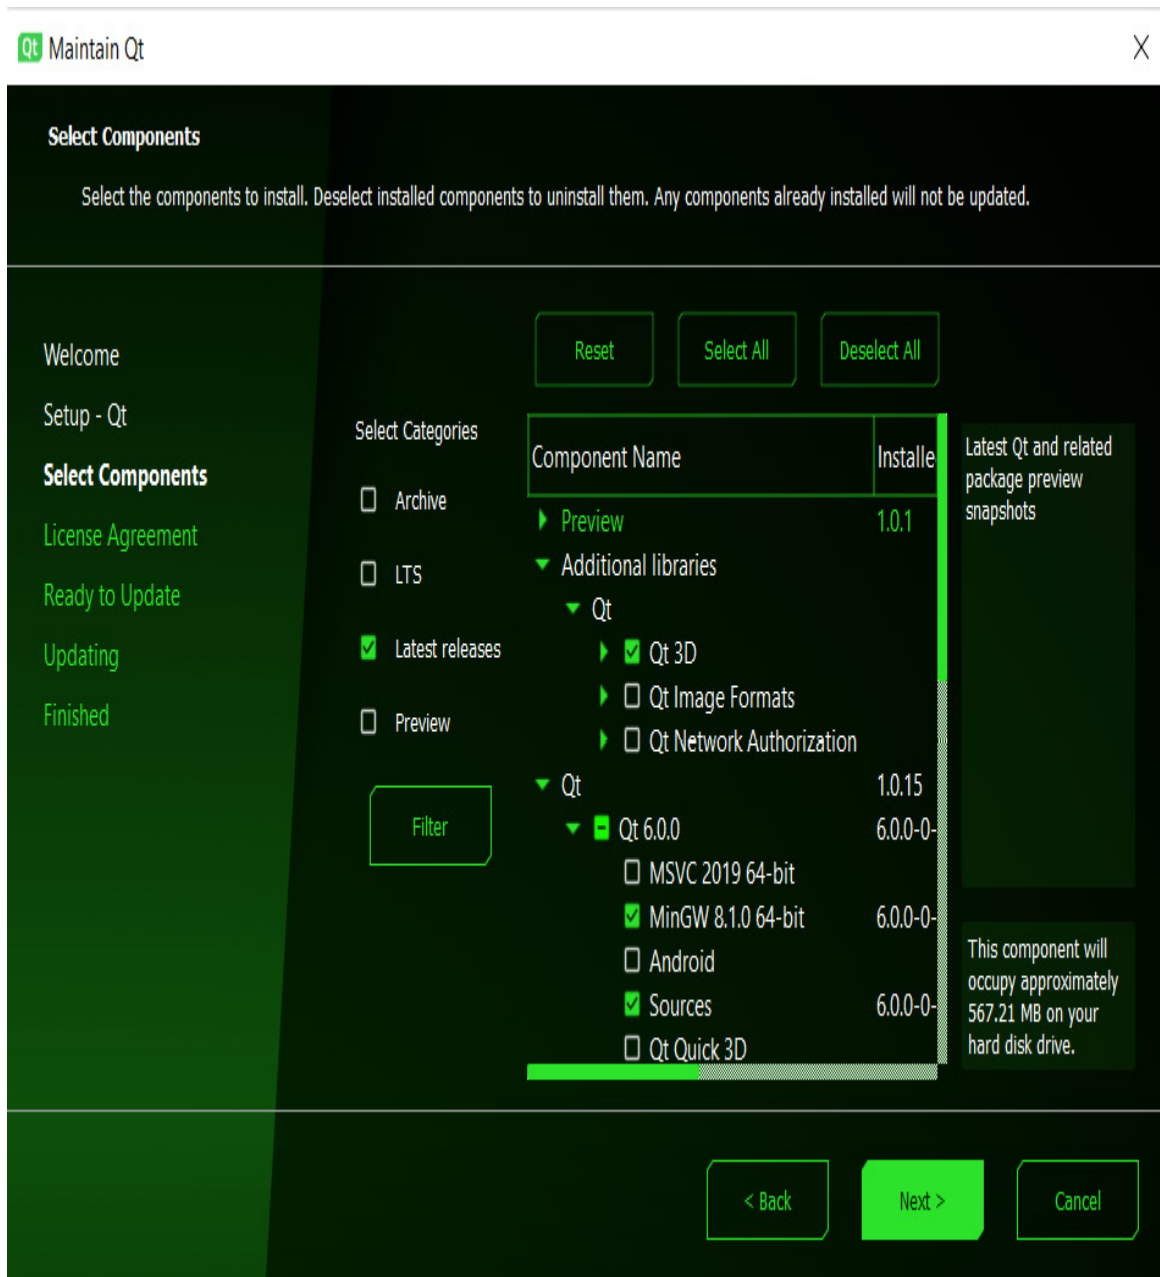 Qt Maintain Qt
X
Select Components
Select the components to install. Deselect installed components to uninstall them. Any components already installed will not be updated.
Welcome
Setup - Qt
Select Components
License Agreement
Ready to Update
Updating
Finished
Select Categories
Archive
LTS
Latest releases
Preview
Filter
Reset Select All Deselect All
Component Name Installe
Preview 1.0.1
Additional libraries
Qt
Qt 3D
Qt Image Formats
Qt Network Authorization
Qt 1.0.15
Qt 6.0.0 6.0.0-0-
MSVC 2019 64-bit
MinGW 8.1.0 64-bit 6.0.0-0-
Android
Sources 6.0.0-0-
Qt Quick 3D
Latest Qt and related
package preview
snapshots
This component will
occupy approximately
567.21 MB on your
hard disk drive.
< Back Next > Cancel